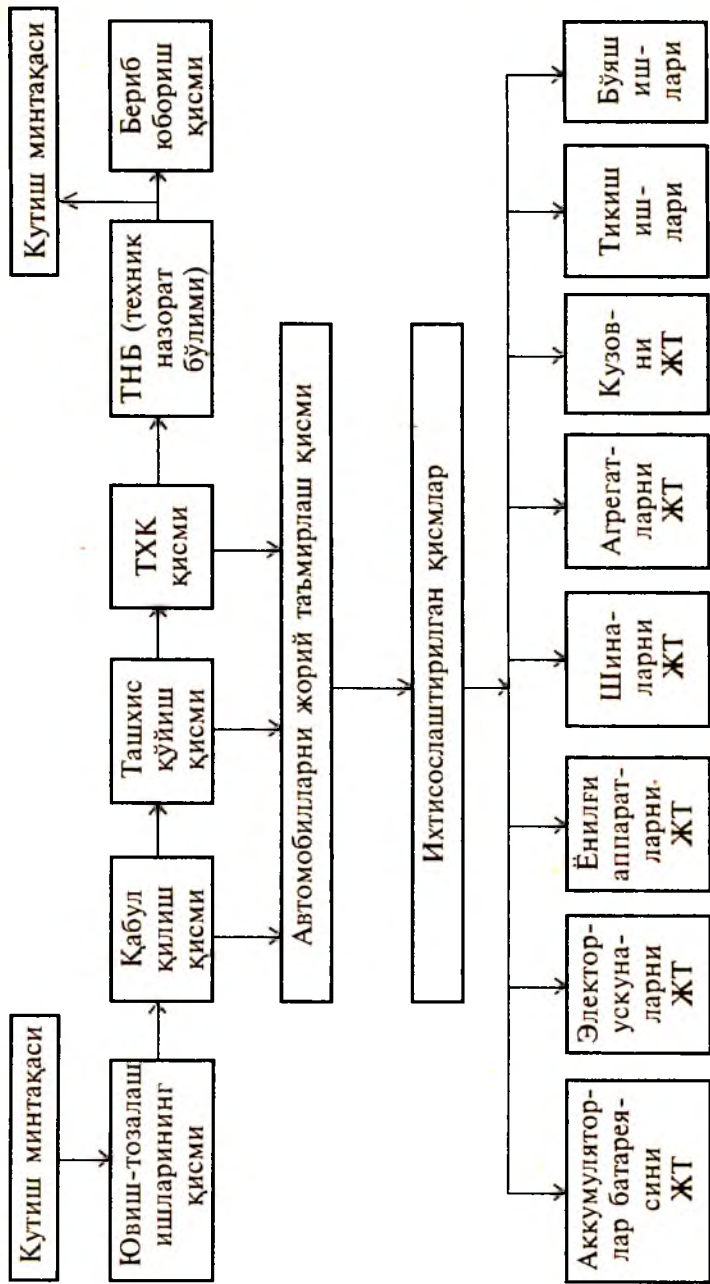 Кутиш минтақаси
Кутиш минтақаси
Ювиш-тозалаш
ишларининг
қисми
Қабул
қилиш
қисми
Ташхис
қўйиш
қисми
ТХК
қисми
ТНБ (техник
назорат
бўлими)
Бериб
юбориш
қисми
Автомобилларни жорий таъмирлаш қисми
Ихтисослаштирилган қисмлар
Аккумулятор-
лар батарея-
сини
ЖТ
Электор-
ускуна-
ларни
ЖТ
Ёнилғи
аппарат-
ларни
ЖТ
Шина-
ларни
ЖТ
Агрегат-
ларни
ЖТ
Кузов-
ни
ЖТ
Тикиш
иш-
лари
Бўяш
иш-
лари